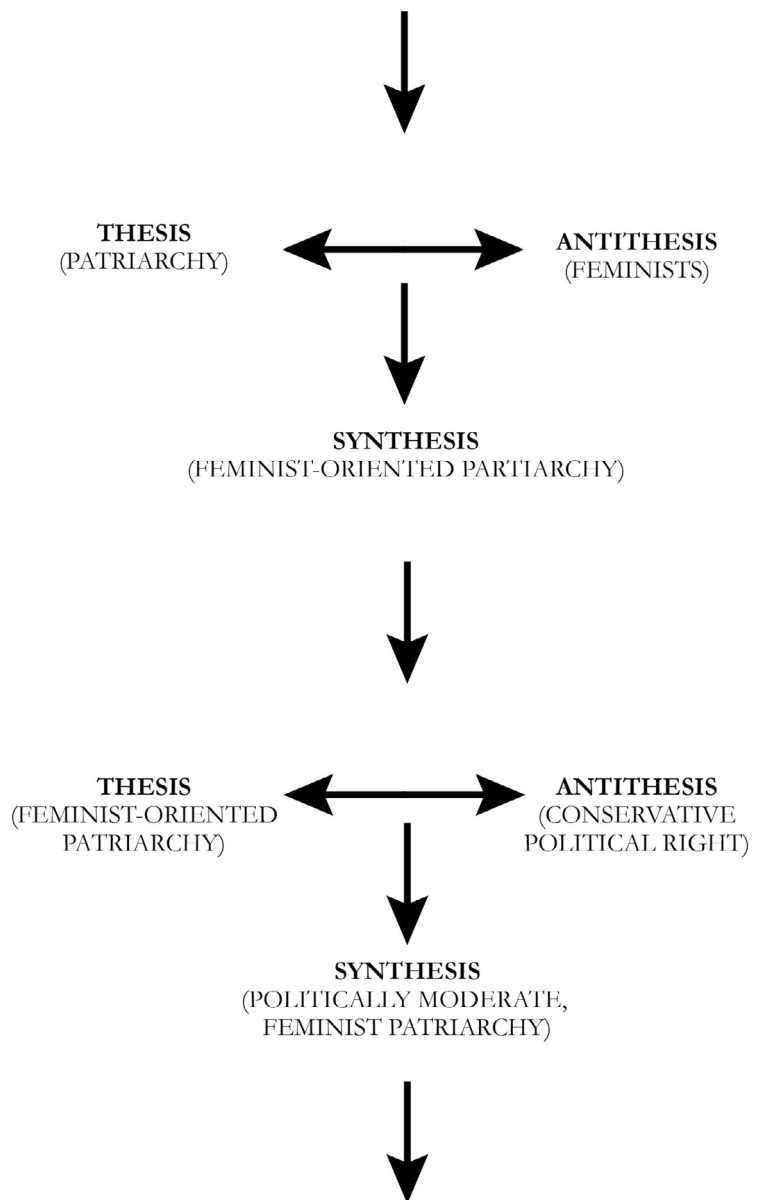 THESIS
(PATRIARCHY)
ANTITHESIS
(FEMINISTS)
SYNTHESIS
(FEMINIST-ORIENTED PARTIARCHY)
THESIS
(FEMINIST-ORIENTED
PATRIARCHY)
ANTITHESIS
(CONSERVATIVE
POLITICAL RIGHT)
SYNTHESIS
(POLITICALLY MODERATE,
FEMINIST PATRIARCHY)